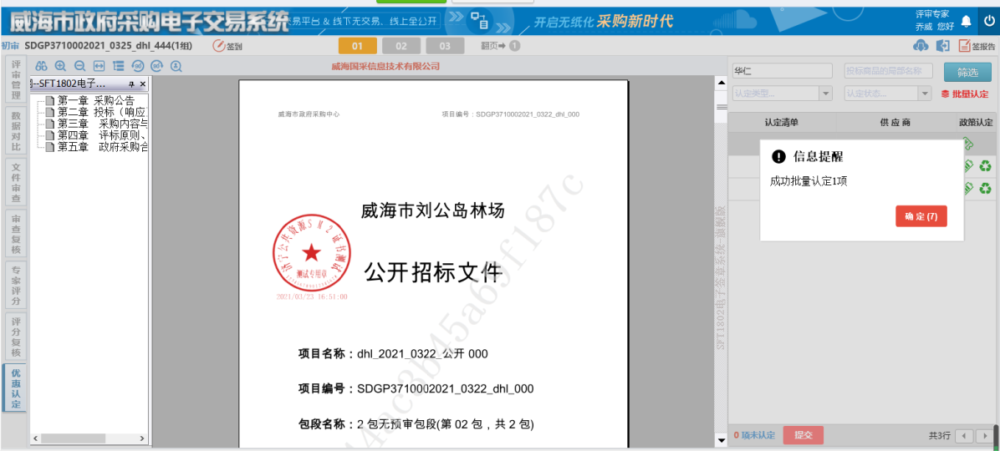 威海市政府采购电子交易系统
易平台 & 线下无交易、线上全公开
开启无纸化 采购新时代
评审专家
乔威 您好
初审 SDGP3710002021_0325_dhl_444(1组)
签到
01
02
03
翻页 1
签报告
评审管理
数据对比
文件审查
审查复核
专家评分
评分复核
优惠认定
威海国采信息技术有限公司
--SFT1802电子...
第一章 采购公告
第二章 投标（响应
第三章 采购内容与
第四章 评标原则、
第五章 政府采购合
威海市政府采购中心
项目编号：SDGP3710002021_0322_dhl_000
威海市刘公岛林场
公开招标文件
测试专用章
2021/03/23 16:51:00
项目名称：dhl_2021_0322_公开 000
项目编号：SDGP3710002021_0322_dhl_000
包段名称：2 包无预审包段(第 02 包，共 2 包)
14ac3b45a65f187c
SFT1802电子签章系统-旗舰版
华仁
投标商品的局部名称
筛选
认定类型...
认定状态...
批量认定
认定清单
供应商
政策认定
信息提醒
成功批量认定1项
确 定 (7)
0 项未认定
提交
共3行